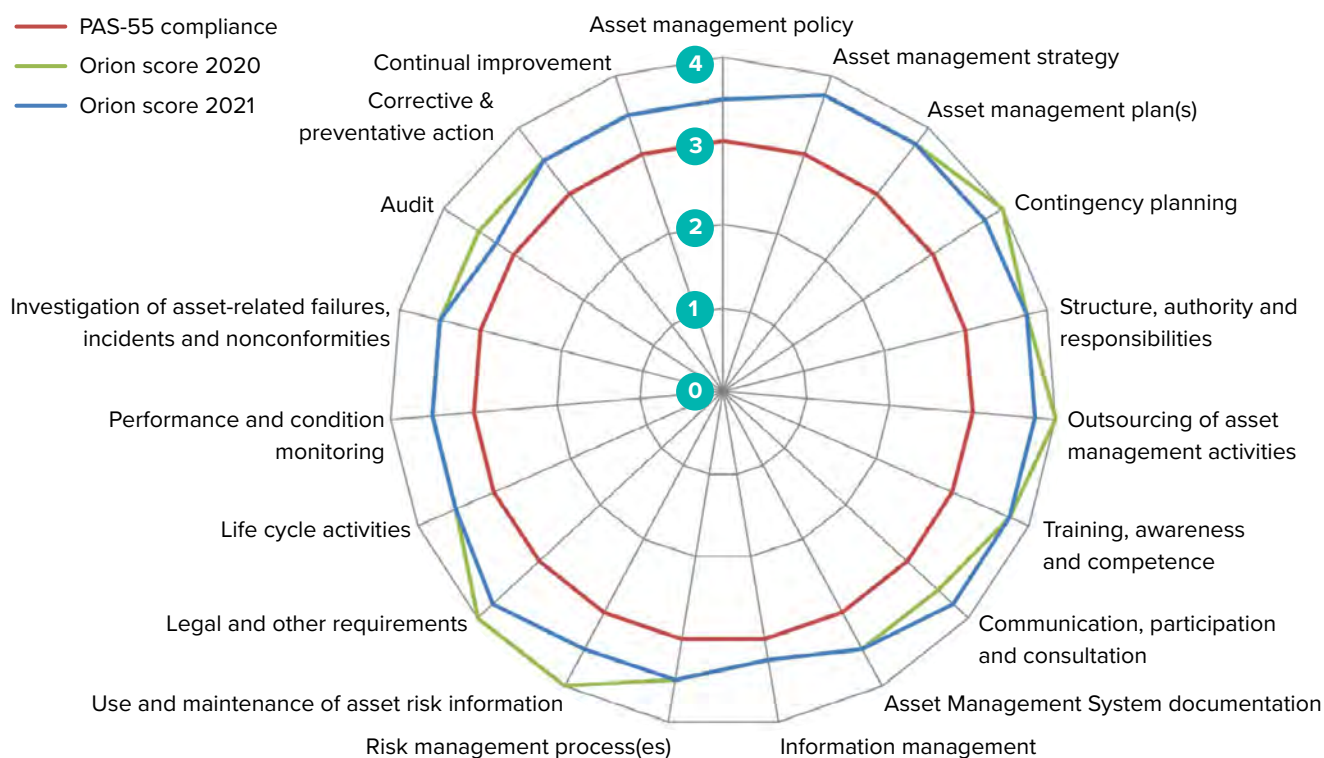 PAS-55 compliance
Orion score 2020
Orion score 2021
Asset management policy
Asset management strategy
Asset management plan(s)
Contingency planning
Structure, authority and
responsibilities
Outsourcing of asset
management activities
Training, awareness
and competence
Communication, participation
and consultation
Asset Management System documentation
Information management
Risk management process(es)
Use and maintenance of asset risk information
Legal and other requirements
Life cycle activities
Performance and condition
monitoring
Investigation of asset-related failures,
incidents and nonconformities
Audit
Corrective &
preventative action
Continual improvement
4
3
2
1
0